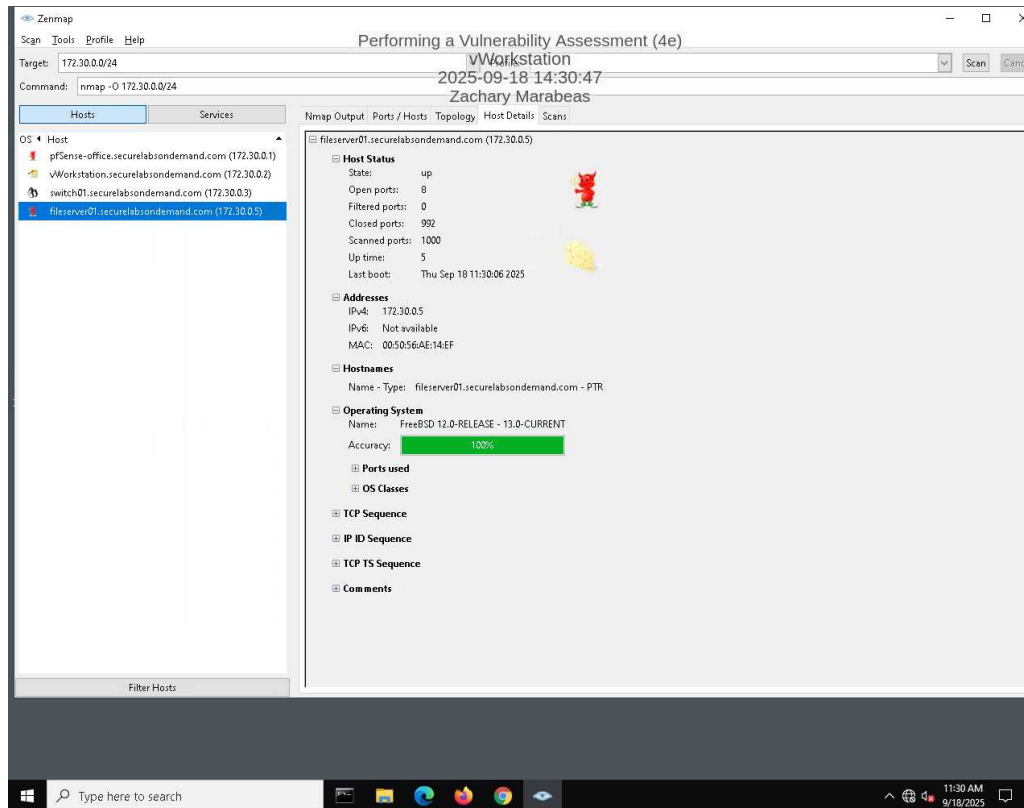 Zenmap
Scan Tools Profile Help
Performing a Vulnerability Assessment (4e)
Target: 172.30.0.0/24
vWorkstation
Scan
2025-09-18 14:30:47
Command: nmap -O 172.30.0.0/24
Zachary Marabeas
Hosts Services
Nmap Output Ports / Hosts Topology Host Details Scans
OS Host
pfSense-office.securelabsondemand.com (172.30.0.1)
vWorkstation.securelabsondemand.com (172.30.0.2)
switch01.securelabsondemand.com (172.30.0.3)
fileserver01.securelabsondemand.com (172.30.0.5)
Filter Hosts
fileserver01.securelabsondemand.com (172.30.0.5)
Host Status
State: up
Open ports: 8
Filtered ports: 0
Closed ports: 992
Scanned ports: 1000
Up time: 5
Last boot: Thu Sep 18 11:30:06 2025
Addresses
IPv4: 172.30.0.5
IPv6: Not available
MAC: 00:50:56:AE:14:EF
Hostnames
Name - Type: fileserver01.securelabsondemand.com - PTR
Operating System
Name: FreeBSD 12.0-RELEASE - 13.0-CURRENT
Accuracy: 100%
Ports used
OS Classes
TCP Sequence
IP ID Sequence
TCP TS Sequence
Comments
Type here to search
11:30 AM
9/18/2025